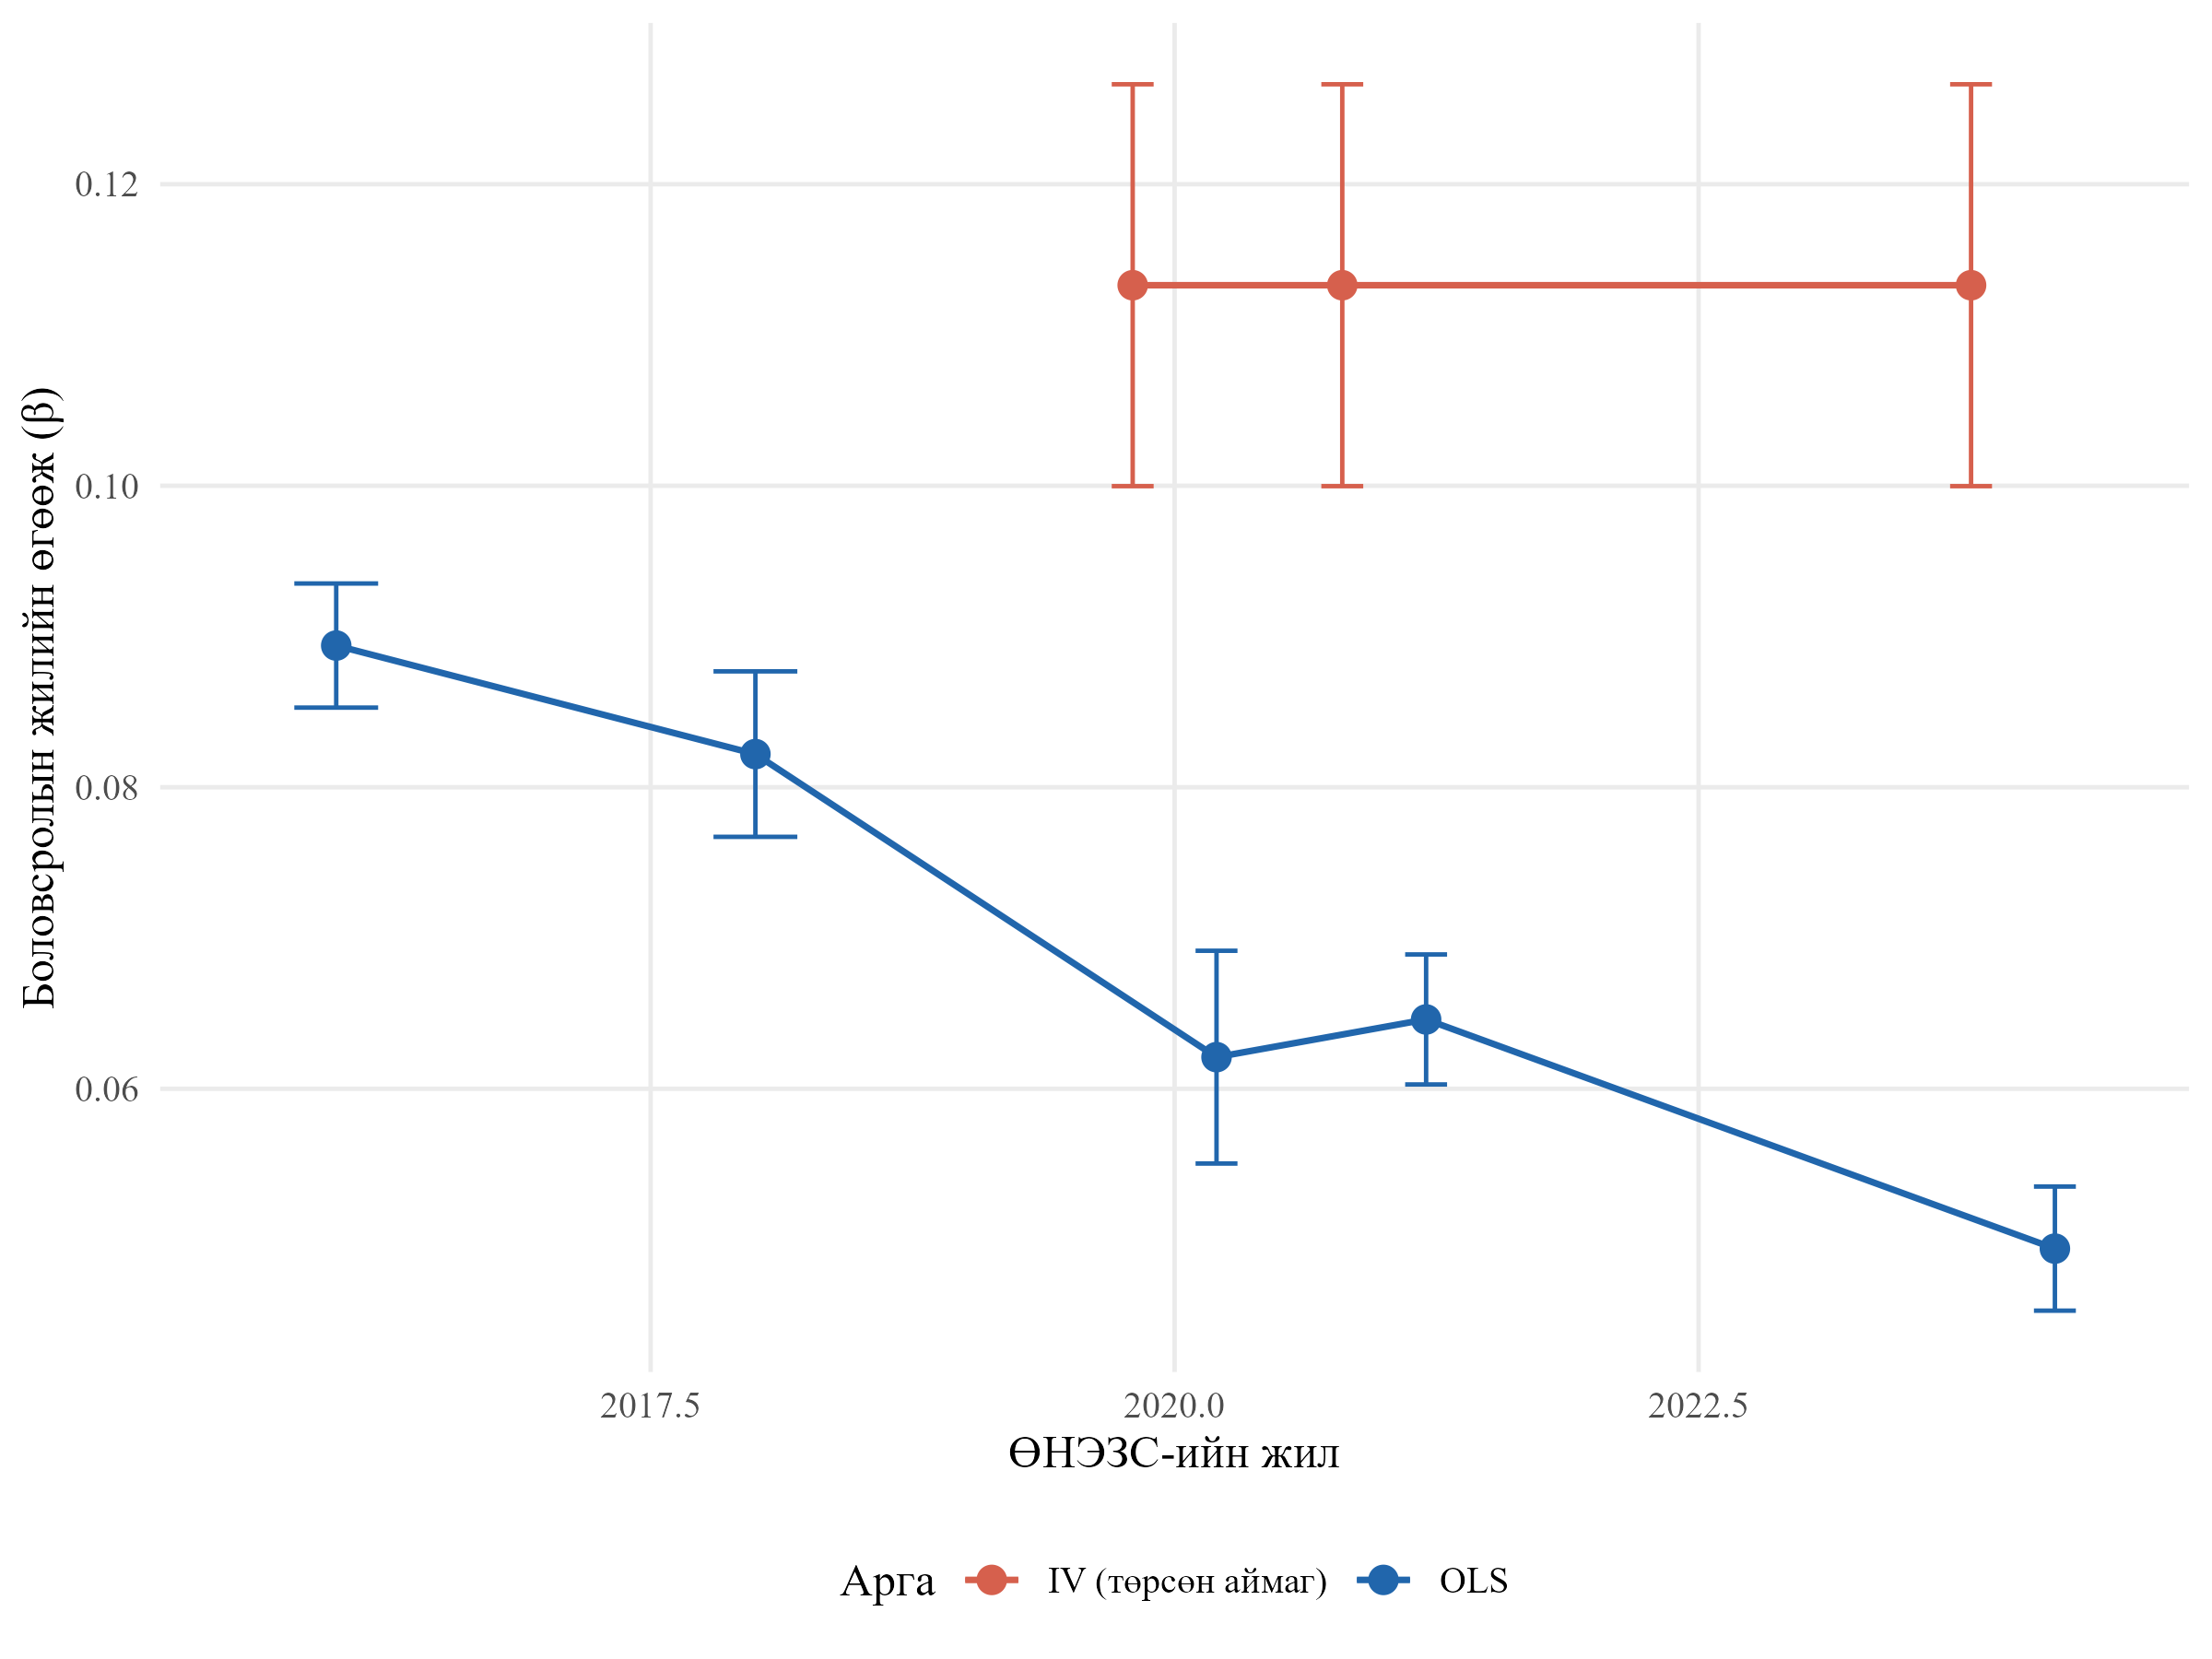 Боловсролын жилийн өгөөж (β)
0.12
0.10
0.08
0.06
2017.5 2020.0 2022.5
ӨНЭЗС-ийн жил
Арга IV (төрсөн аймаг) OLS